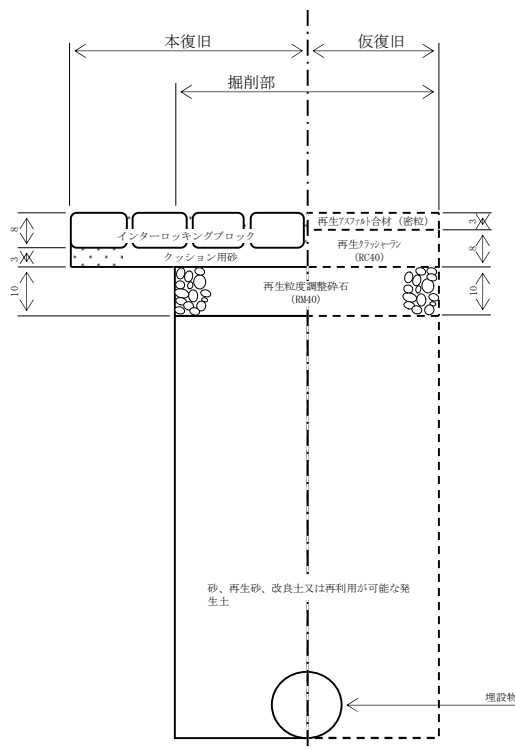 本復旧
仮復旧
掘削部
再生アスファルト合材（密粒）
3
8
インターロッキングブロック
再生クラッシャーラン
(RC40)
8
3
クッション用砂
再生粒度調整砕石
(RM40)
10
10
砂、再生砂、改良土又は再利用が可能な発
生土
埋設物